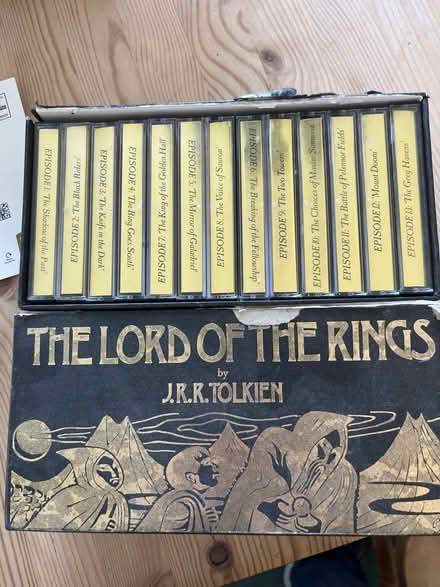 EPISODE 1: 'The Shadow of the Past'
EPISODE 2: 'The Black Riders'
EPISODE 3: 'The Knife in the Dark'
EPISODE 4: 'The Ring Goes South'
EPISODE 7: 'The King of the Golden Hall'
EPISODE 5: 'The Mirror of Galadriel'
EPISODE 8: 'The Voice of Saruman'
EPISODE 6: 'The Breaking of the Fellowship'
EPISODE 9: 'The Two Towers'
EPISODE 10: 'The Choices of Master Samwise'
EPISODE 11: 'The Battle of Pelennor Fields'
EPISODE 12: 'Mount Doom'
EPISODE 13: 'The Grey Havens'
THE LORD OF THE RINGS
by
J.R.R. TOLKIEN